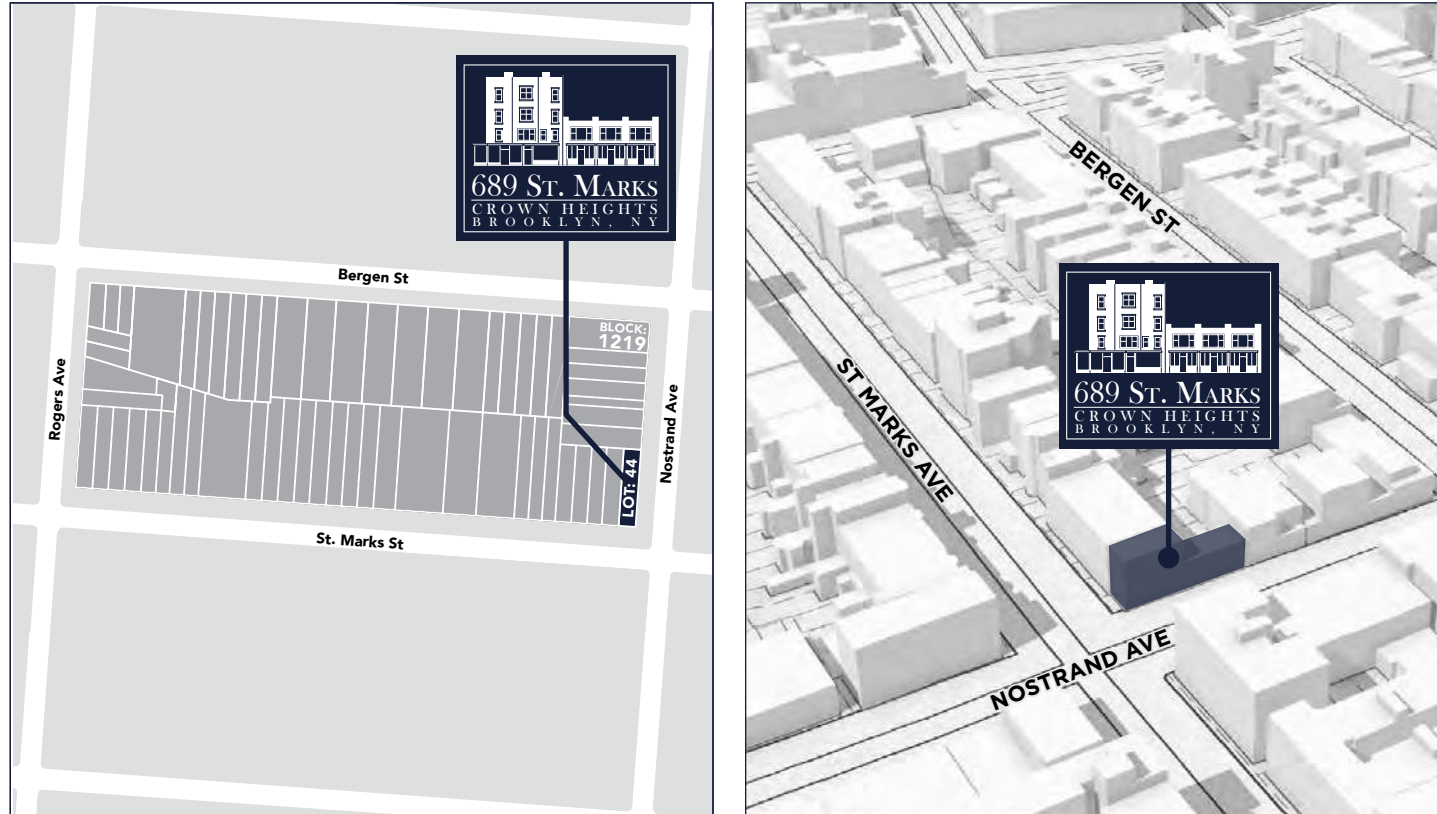 689 St. Marks
CROWN HEIGHTS
BROOKLYN, NY
Bergen St
BLOCK:
1219
Rogers Ave
Nostrand Ave
LOT: 44
St. Marks St
BERGEN ST
689 St. Marks
CROWN HEIGHTS
BROOKLYN, NY
ST MARKS AVE
NOSTRAND AVE